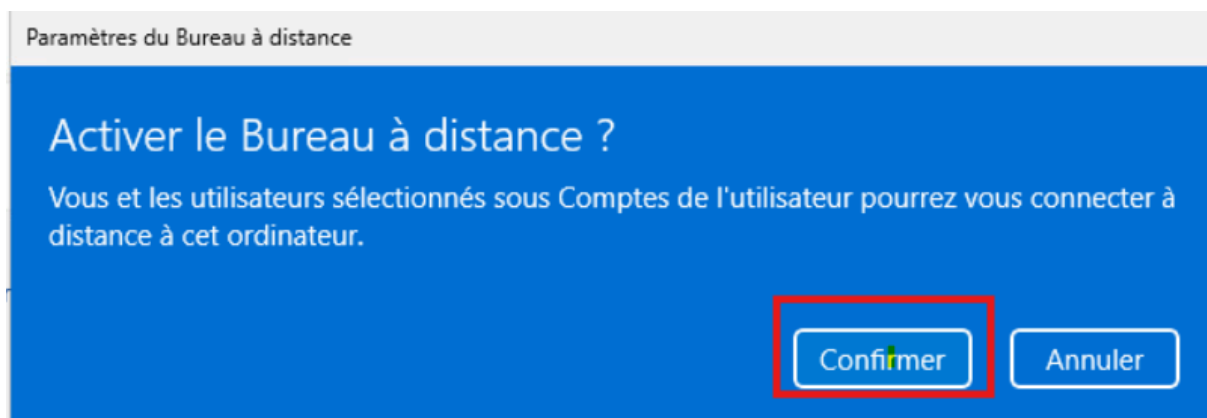 Paramètres du Bureau à distance
Activer le Bureau à distance ?
Vous et les utilisateurs sélectionnés sous Comptes de l'utilisateur pourrez vous connecter à
distance à cet ordinateur.
Confirmer Annuler